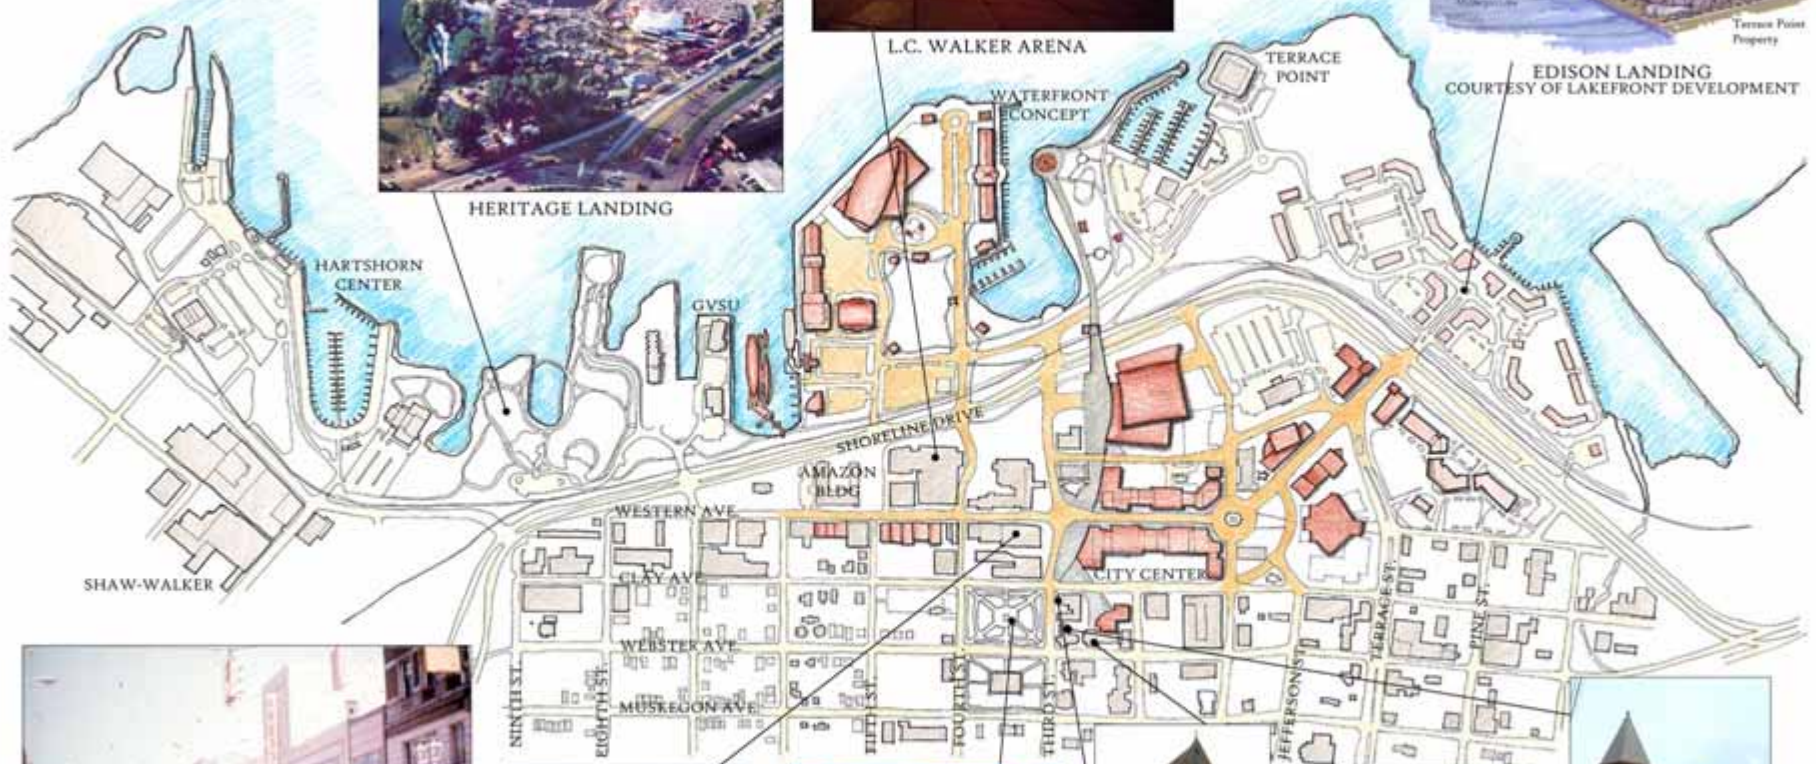 Terrace Point
Property
L.C. WALKER ARENA
TERRACE
POINT
EDISON LANDING
COURTESY OF LAKEFRONT DEVELOPMENT
WATERFRONT
CONCEPT
HERITAGE LANDING
HARTSHORN
CENTER
GVSU
SHORELINE DRIVE
AMAZON
BLDG
WESTERN AVE.
SHAW-WALKER
CLAY AVE
CITY CENTER
WEBSTER AVE.
MUSKEGON AVE.
NINTH ST.
EIGHTH ST.
FIFTH ST.
FOURTH ST.
THIRD ST.
JEFFERSON ST.
TERRACE ST.
PINE ST.